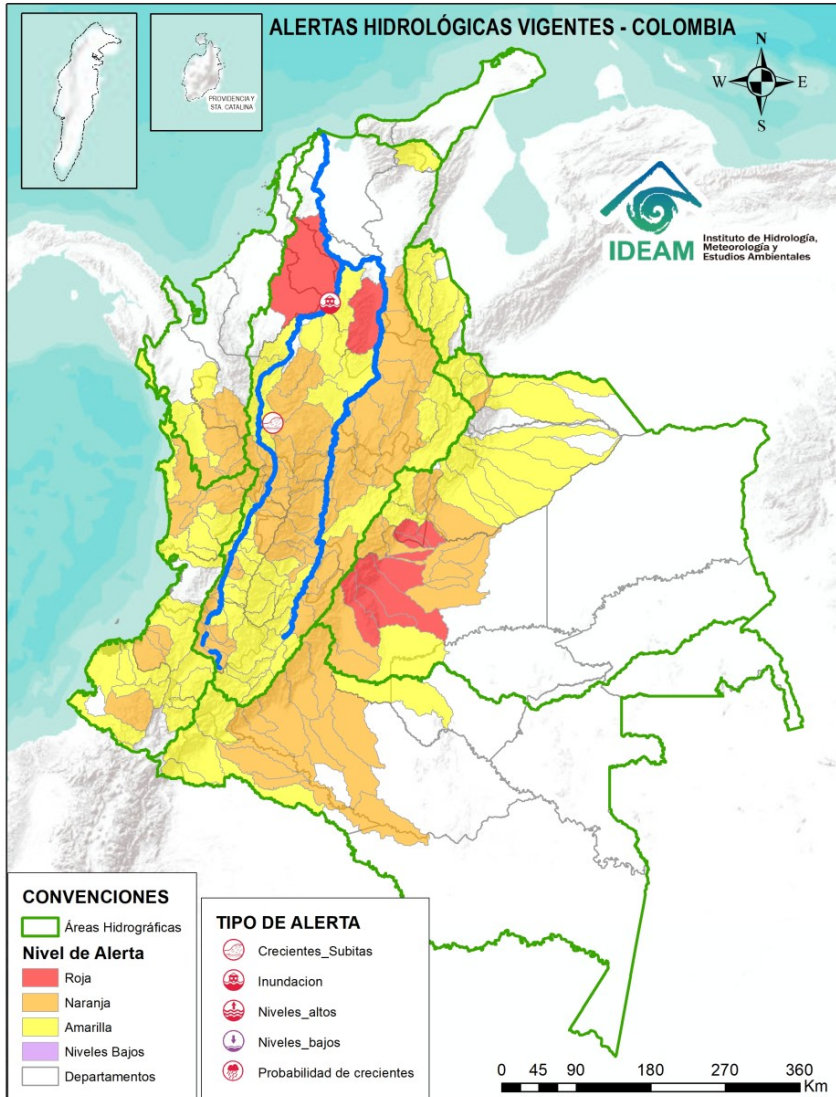 ALERTAS HIDROLÓGICAS VIGENTES - COLOMBIA
PROVIDENCIA Y
STA. CATALINA
N
W
E
S
IDEAM
Instituto de Hidrología,
Meteorología y
Estudios Ambientales
CONVENCIONES
Áreas Hidrográficas
Nivel de Alerta
Roja
Naranja
Amarilla
Niveles Bajos
Departamentos
TIPO DE ALERTA
Crecientes_Subitas
Inundacion
Niveles_altos
Niveles_bajos
Probabilidad de crecientes
0 45 90 180 270 360
Km